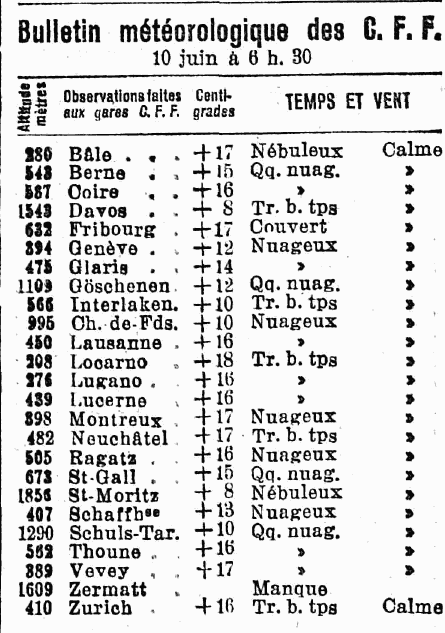 Bulletin météorologique des C. F. F.
10 juin à 6 h. 30
Altitude mètres Observations faites aux gares C. F. F. Centigrades TEMPS ET VENT
280 Bâle . . . +17 Nébuleux Calme
543 Berne . . +15 Qq. nuag. »
587 Coire . . +16 » »
1543 Davos . . + 8 Tr. b. tps »
632 Fribourg . +17 Couvert »
394 Genève . . +12 Nuageux »
475 Glaris . . +14 » »
1109 Göschenen +12 Qq. nuag. »
566 Interlaken. +10 Tr. b. tps »
995 Ch. de-Fds. +10 Nuageux »
450 Lausanne . +16 » »
208 Locarno . +18 Tr. b. tps »
276 Lugano . . +16 » »
439 Lucerne . +16 » »
398 Montreux . +17 Nuageux »
482 Neuchâtel . +17 Tr. b. tps »
505 Ragatz . . +16 Nuageux »
673 St-Gall . . +15 Qq. nuag. »
1856 St-Moritz . + 8 Nébuleux »
407 Schaffhse +13 Nuageux »
1290 Schuls-Tar. +10 Qq. nuag. »
562 Thoune . . +16 » »
389 Vevey . . +17 » »
1609 Zermatt . Manque
410 Zurich . +16 Tr. b. tps Calme